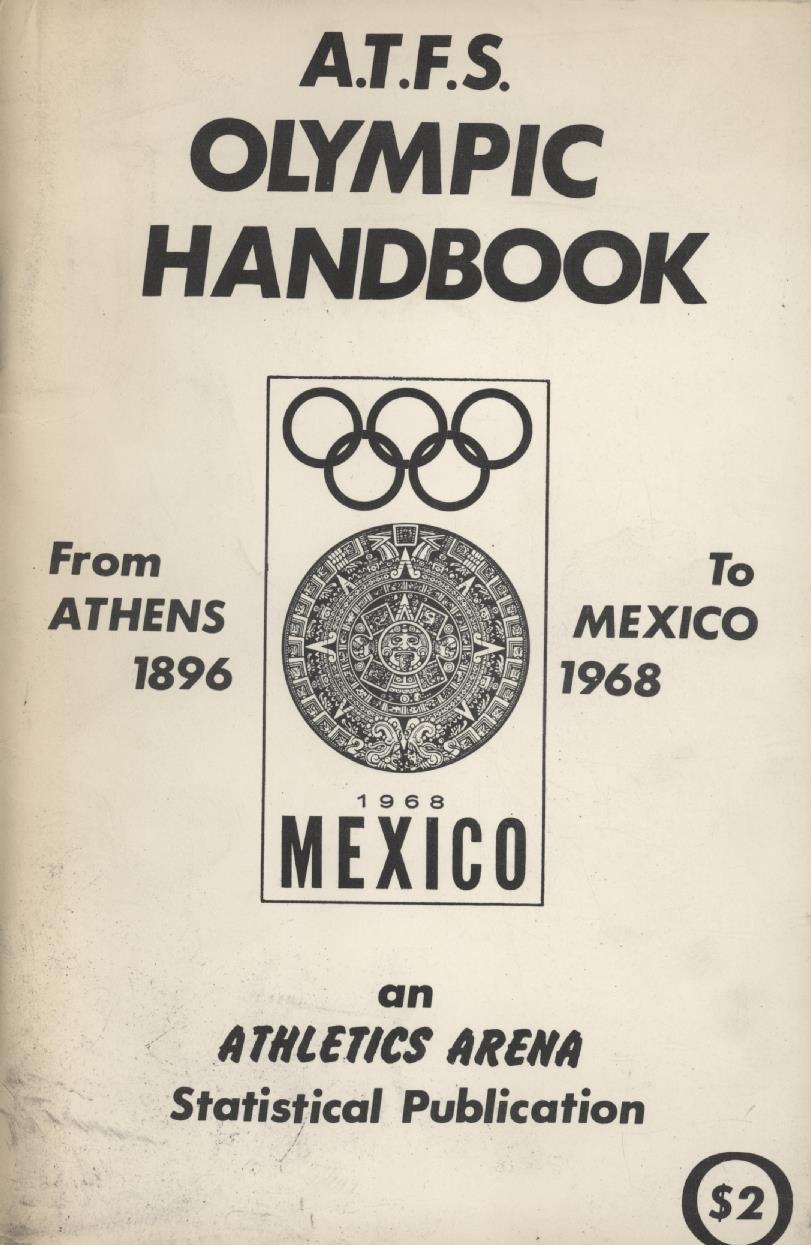 A.T.F.S.
OLYMPIC
HANDBOOK
From
ATHENS
1896
To
MEXICO
1968
1968
MEXICO
an
ATHLETICS ARENA
Statistical Publication
$2